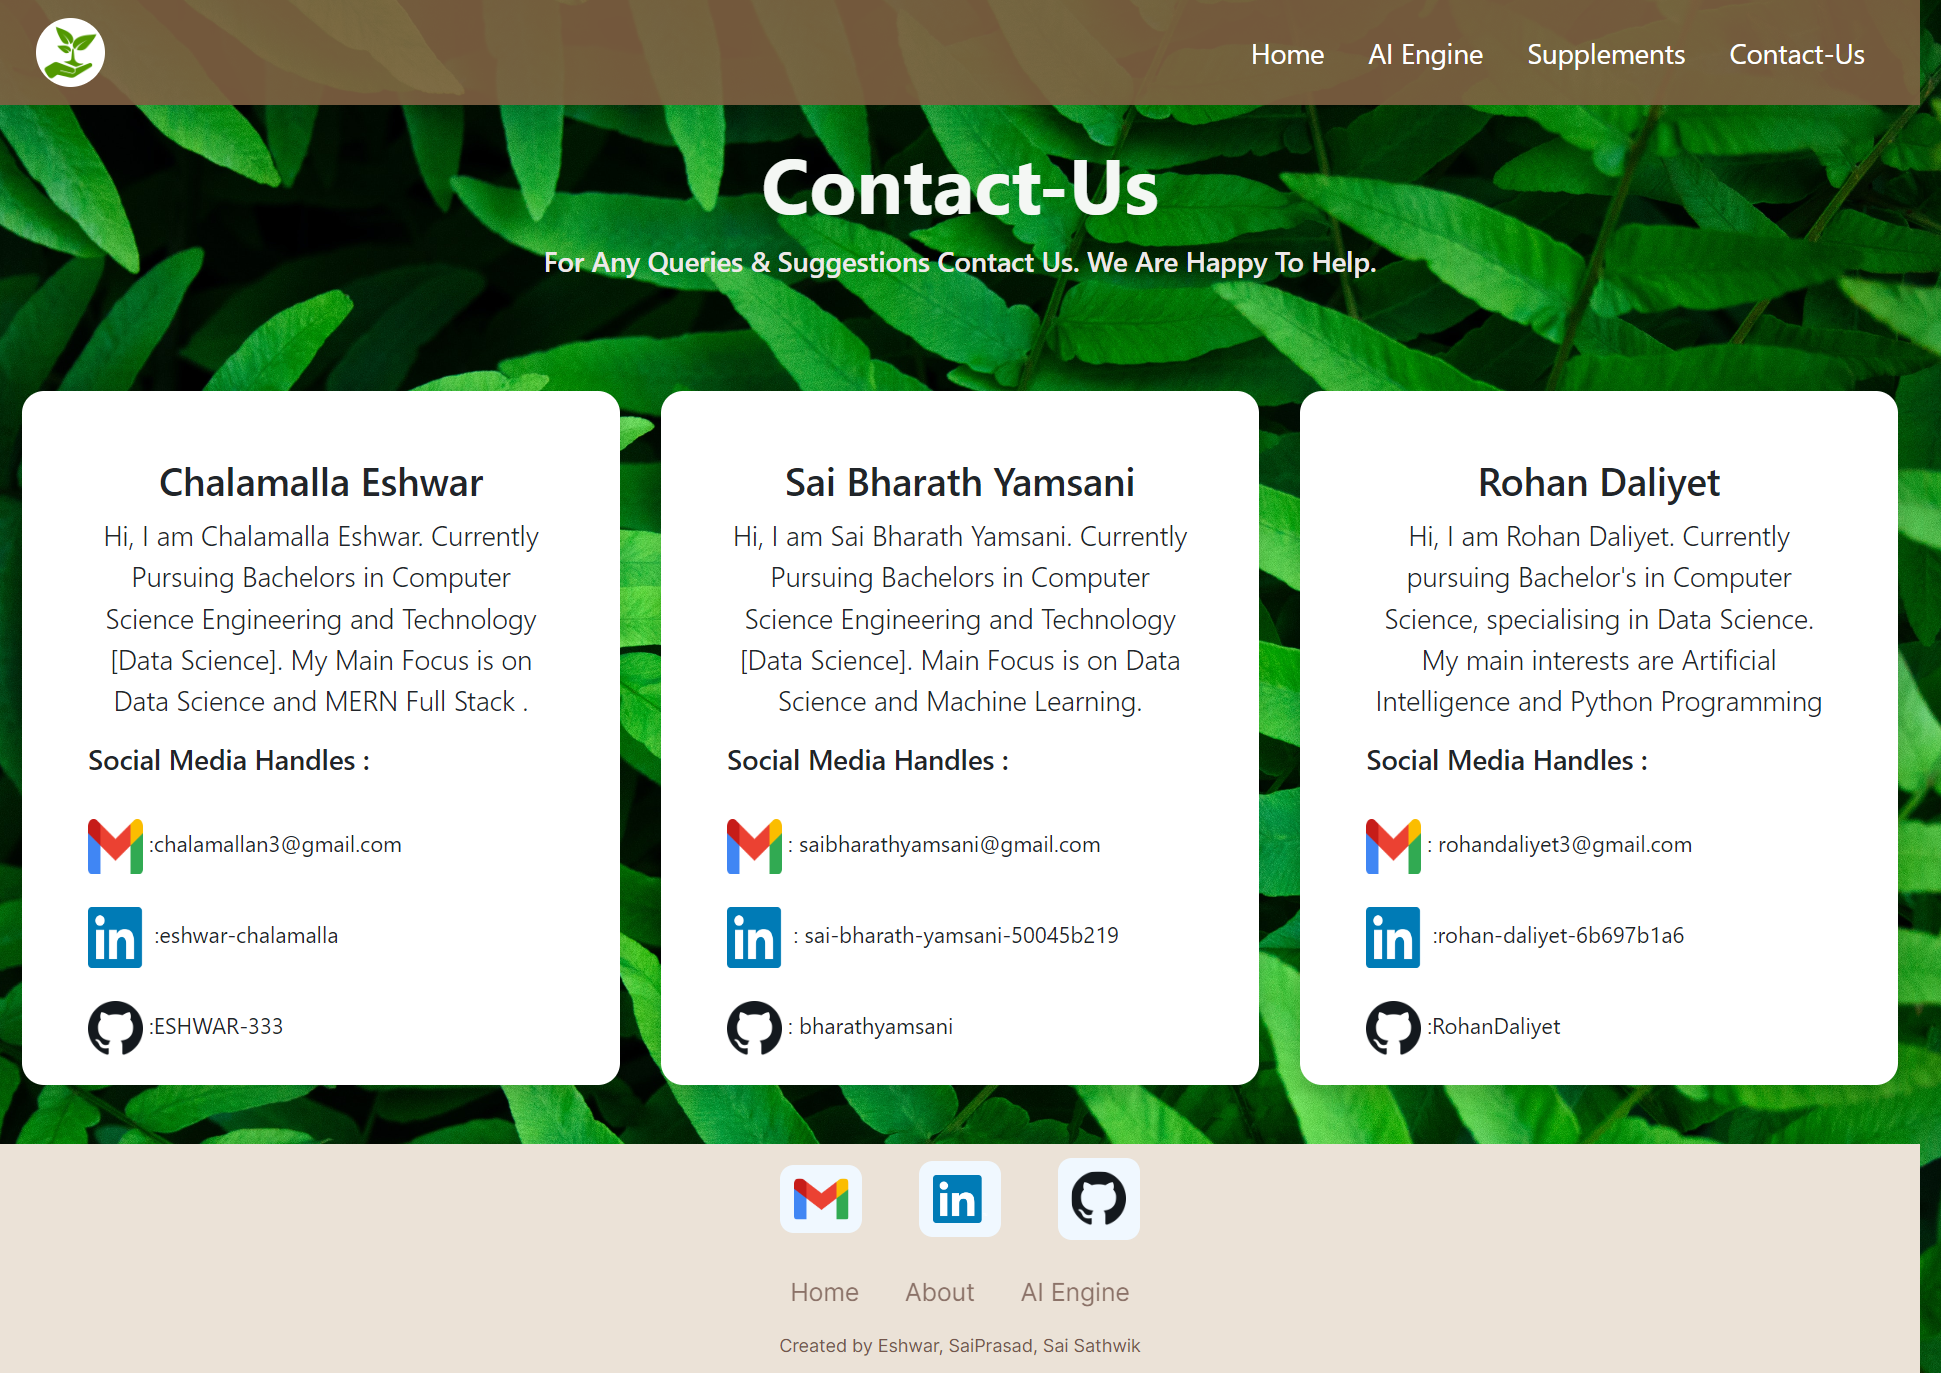 Home AI Engine Supplements Contact-Us
Contact-Us
For Any Queries & Suggestions Contact Us. We Are Happy To Help.
Chalamalla Eshwar
Hi, I am Chalamalla Eshwar. Currently
Pursuing Bachelors in Computer
Science Engineering and Technology
[Data Science]. My Main Focus is on
Data Science and MERN Full Stack .
Social Media Handles :
:chalamallan3@gmail.com
in :eshwar-chalamalla
:ESHWAR-333
Sai Bharath Yamsani
Hi, I am Sai Bharath Yamsani. Currently
Pursuing Bachelors in Computer
Science Engineering and Technology
[Data Science]. Main Focus is on Data
Science and Machine Learning.
Social Media Handles :
: saibharathyamsani@gmail.com
in : sai-bharath-yamsani-50045b219
: bharathyamsani
Rohan Daliyet
Hi, I am Rohan Daliyet. Currently
pursuing Bachelor's in Computer
Science, specialising in Data Science.
My main interests are Artificial
Intelligence and Python Programming
Social Media Handles :
: rohandaliyet3@gmail.com
in :rohan-daliyet-6b697b1a6
:RohanDaliyet
in
Home About AI Engine
Created by Eshwar, SaiPrasad, Sai Sathwik